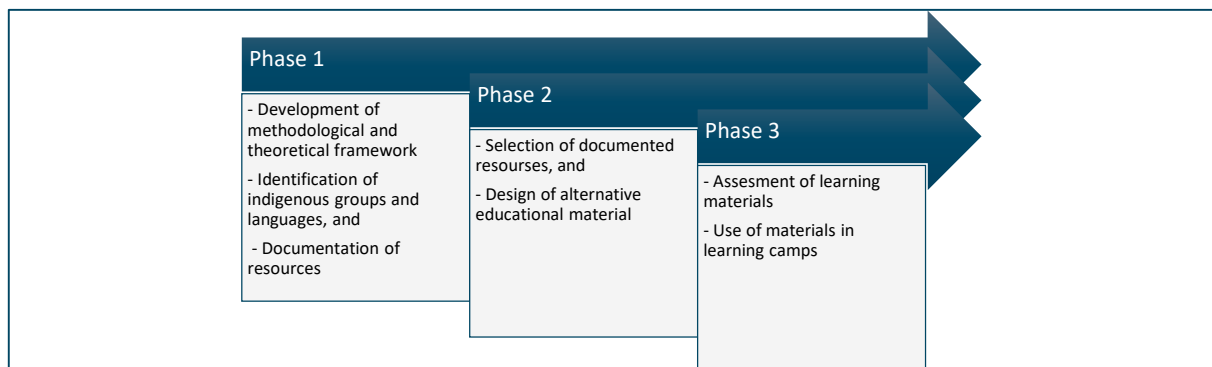 Phase 1
- Development of
methodological and
theoretical framework
- Identification of
indigenous groups and
languages, and
- Documentation of
resources
Phase 2
- Selection of documented
resourses, and
- Design of alternative
educational material
Phase 3
- Assesment of learning
materials
- Use of materials in
learning camps